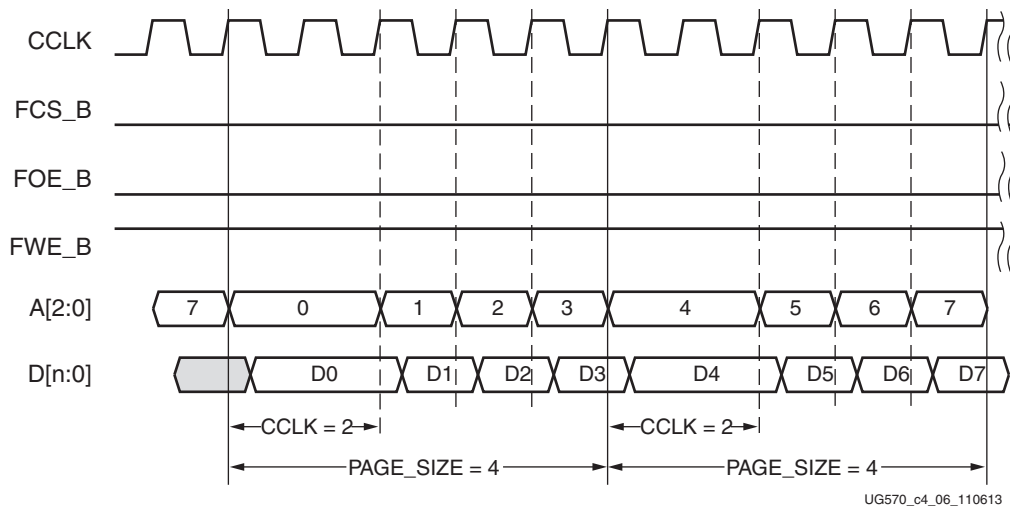 CCLK
FCS_B
FOE_B
FWE_B
A[2:0] 7 0 1 2 3 4 5 6 7
D[n:0] D0 D1 D2 D3 D4 D5 D6 D7
CCLK = 2 CCLK = 2
PAGE_SIZE = 4 PAGE_SIZE = 4
UG570_c4_06_110613